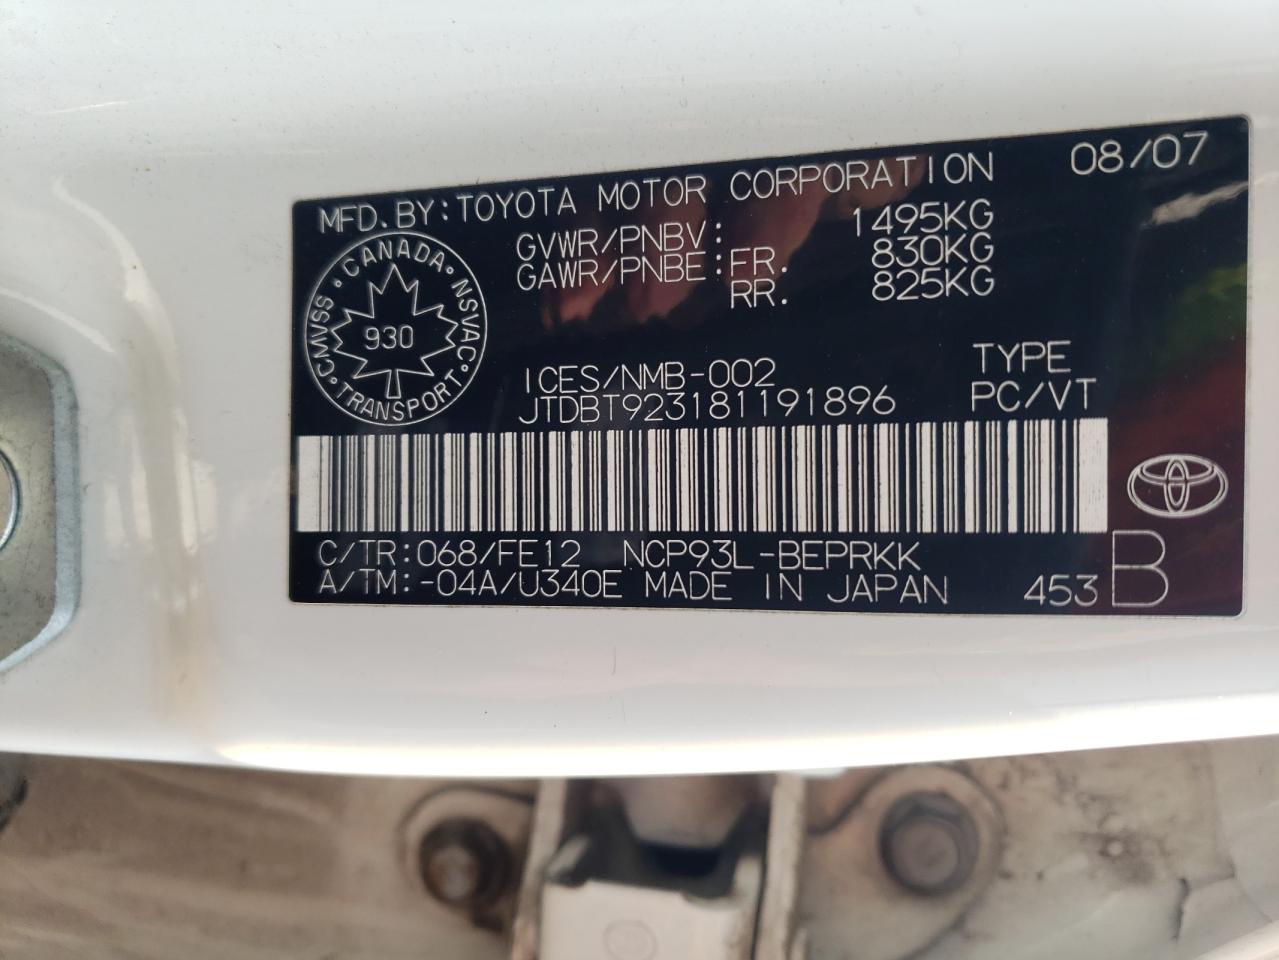 MFD.BY:TOYOTA MOTOR CORPORATION 08/07
GVWR/PNBV: 1495KG
GAWR/PNBE:FR. 830KG
RR. 825KG
CMVSS · CANADA · NSVAC · TRANSPORT ·
930
ICES/NMB-002
TYPE
JTDBT923181191896 PC/VT
C/TR:068/FE12 NCP93L-BEPRKK
A/TM:-04A/U340E MADE IN JAPAN 453 B